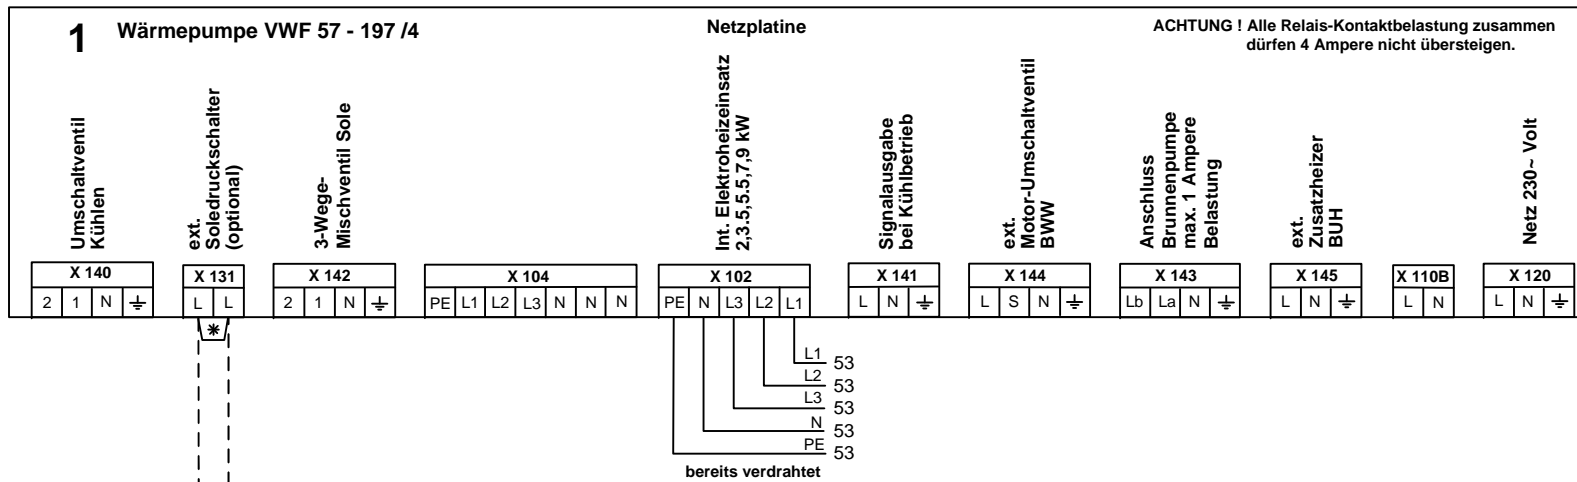 1
Wärmepumpe VWF 57 - 197 /4
Netzplatine
ACHTUNG ! Alle Relais-Kontaktbelastung zusammen
dürfen 4 Ampere nicht übersteigen.
Umschaltventil
Kühlen
ext.
Soledruckschalter
(optional)
3-Wege-
Mischventil Sole
Int. Elektroheizeinsatz
2,3.5,5.5,7,9 kW
Signalausgabe
bei Kühlbetrieb
ext.
Motor-Umschaltventil
BWW
Anschluss
Brunnenpumpe
max. 1 Ampere
Belastung
ext.
Zusatzheizer
BUH
Netz 230~ Volt
X 140
2 1 N
X 131
L L
*
X 142
2 1 N
X 104
PE L1 L2 L3 N N N
X 102
PE N L3 L2 L1
X 141
L N
X 144
L S N
X 143
Lb La N
X 145
L N
X 110B
L N
X 120
L N
L1 53
L2 53
L3 53
N 53
PE 53
bereits verdrahtet